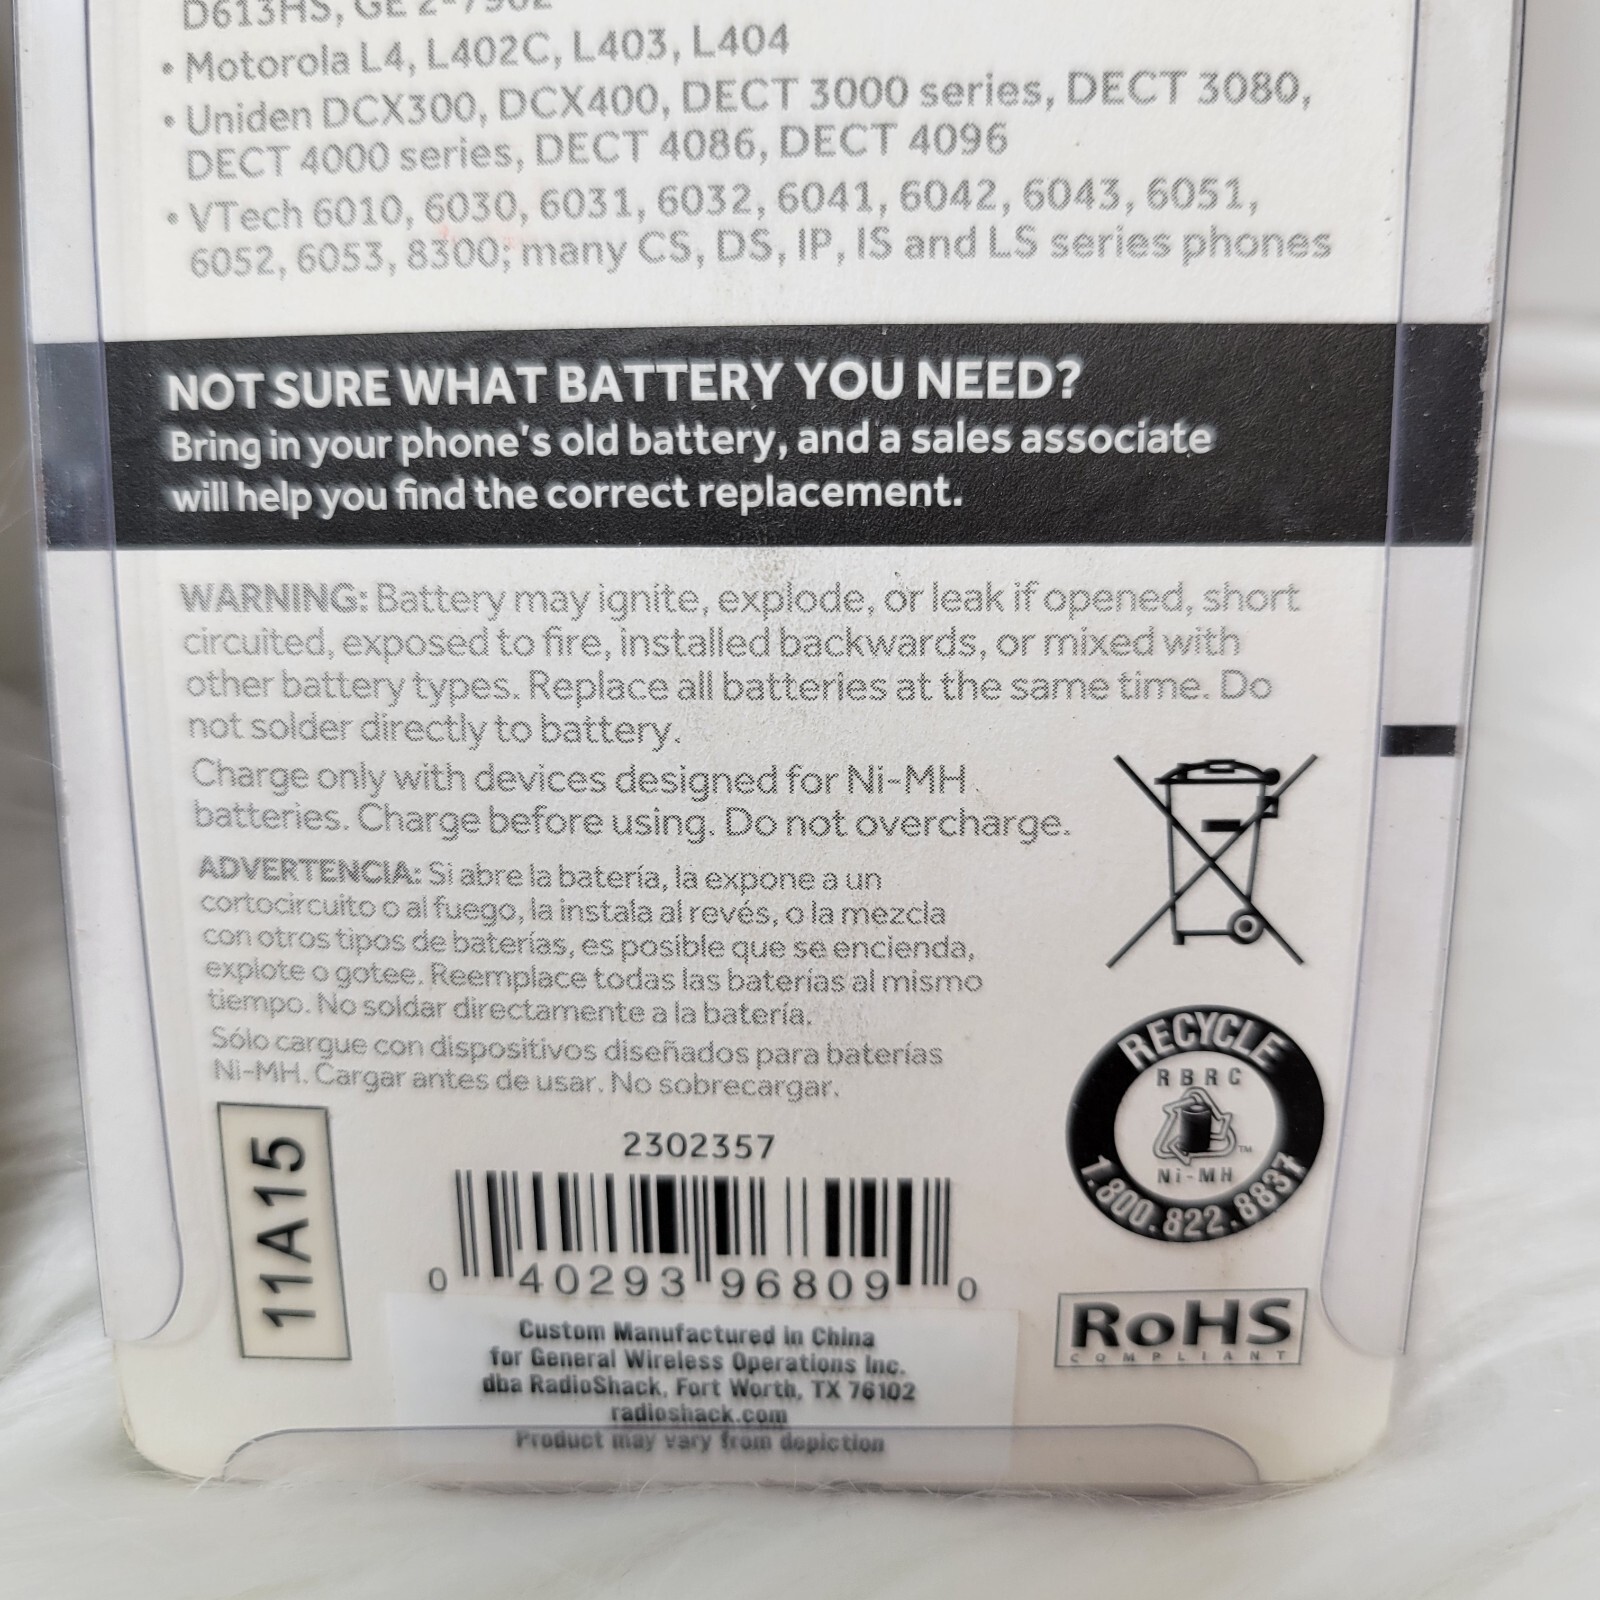 D613HS, GE 2-7902
• Motorola L4, L402C, L403, L404
• Uniden DCX300, DCX400, DECT 3000 series, DECT 3080,
DECT 4000 series, DECT 4086, DECT 4096
• VTech 6010, 6030, 6031, 6032, 6041, 6042, 6043, 6051,
6052, 6053, 8300; many CS, DS, IP, IS and LS series phones
NOT SURE WHAT BATTERY YOU NEED?
Bring in your phone's old battery, and a sales associate
will help you find the correct replacement.
WARNING: Battery may ignite, explode, or leak if opened, short
circuited, exposed to fire, installed backwards, or mixed with
other battery types. Replace all batteries at the same time. Do
not solder directly to battery.
Charge only with devices designed for Ni-MH
batteries. Charge before using. Do not overcharge.
ADVERTENCIA: Si abre la batería, la expone a un
cortocircuito o al fuego, la instala al revés, o la mezcla
con otros tipos de baterías, es posible que se encienda,
explote o gotee. Reemplace todas las baterías al mismo
tiempo. No soldar directamente a la batería.
Sólo cargue con dispositivos diseñados para baterías
Ni-MH. Cargar antes de usar. No sobrecargar.
RECYCLE
RBRC
TM
Ni-MH
1.800.822.8837
11A15
2302357
0 40293 96809 0
RoHS
COMPLIANT
Custom Manufactured in China
for General Wireless Operations Inc.
dba RadioShack, Fort Worth, TX 76102
radioshack.com
Product may vary from depiction